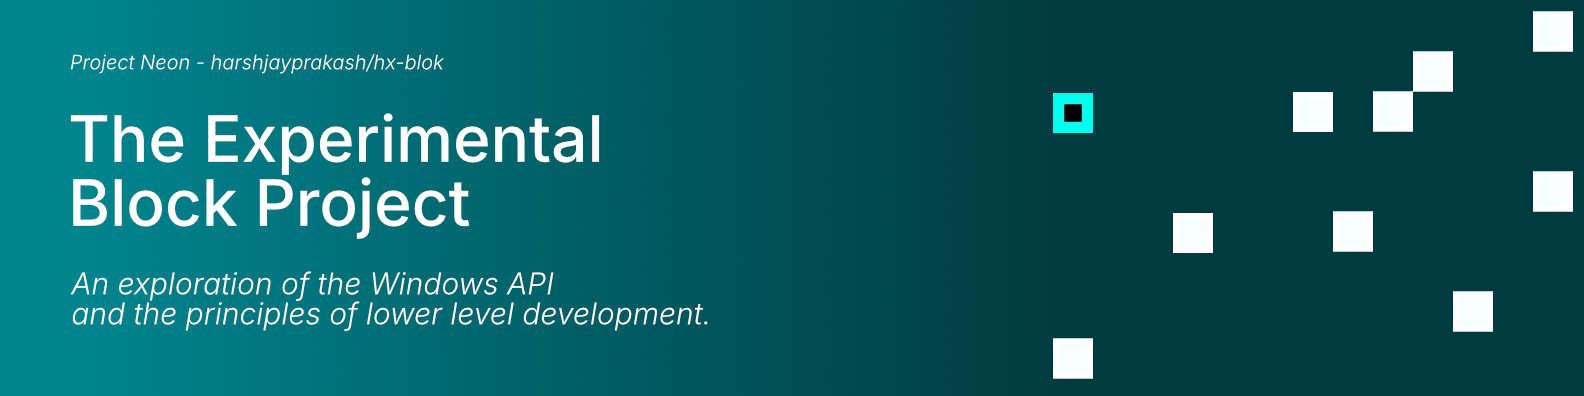 Project Neon - harshjayprakash/hx-blok
The Experimental
Block Project
An exploration of the Windows API
and the principles of lower level development.